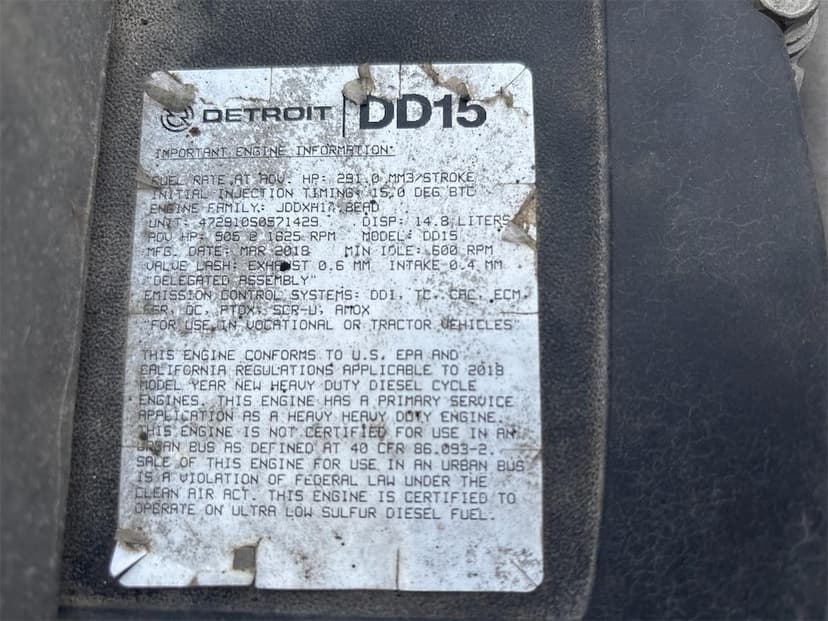 DETROIT DD15
IMPORTANT ENGINE INFORMATION
FUEL RATE AT ADV. HP: 291.0 MM3/STROKE
INITIAL INJECTION TIMING: 15.0 DEG BTC
ENGINE FAMILY:
UNIT: 472910S0571429 DISP: 14.8 LITERS
ADV HP: 505 @ 1625 RPM MODEL: DD15
MFG. DATE: MAR 2018 MIN IDLE: 600 RPM
VALVE LASH: EXHAUST 0.6 MM INTAKE 0.4 MM
"DELEGATED ASSEMBLY"
EMISSION CONTROL SYSTEMS: DDI, TC, CAC, ECM,
EGR, OC, PTOX, SCR-U, AMOX
"FOR USE IN VOCATIONAL OR TRACTOR VEHICLES"
THIS ENGINE CONFORMS TO U.S. EPA AND
CALIFORNIA REGULATIONS APPLICABLE TO 2018
MODEL YEAR NEW HEAVY DUTY DIESEL CYCLE
ENGINES. THIS ENGINE HAS A PRIMARY SERVICE
APPLICATION AS A HEAVY HEAVY DUTY ENGINE.
THIS ENGINE IS NOT CERTIFIED FOR USE IN AN
URBAN BUS AS DEFINED AT 40 CFR 86.093-2.
SALE OF THIS ENGINE FOR USE IN AN URBAN BUS
IS A VIOLATION OF FEDERAL LAW UNDER THE
CLEAN AIR ACT. THIS ENGINE IS CERTIFIED TO
OPERATE ON ULTRA LOW SULFUR DIESEL FUEL.